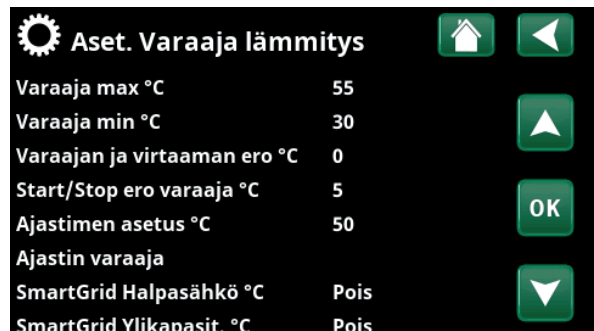 Aset. Varaaja lämmitys
Varaaja max °C 55
Varaaja min °C 30
Varaajan ja virtaaman ero °C 0
Start/Stop ero varaaja °C 5
Ajastimen asetus °C 50
OK
Ajastin varaaja
SmartGrid Halpasähkö °C Pois
SmartGrid Ylikapasit. °C Pois